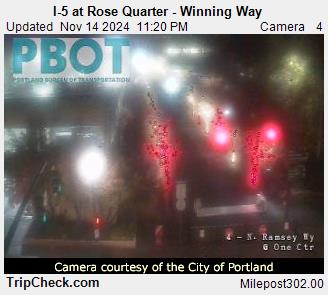 I-5 at Rose Quarter - Winning Way
Updated Nov 14 2024 11:20 PM Camera 4
PBOT
PORTLAND BUREAU OF TRANSPORTATION
4 - N. Ramsey Wy
@ One Ctr
Camera courtesy of the City of Portland
TripCheck.com Milepost302.00